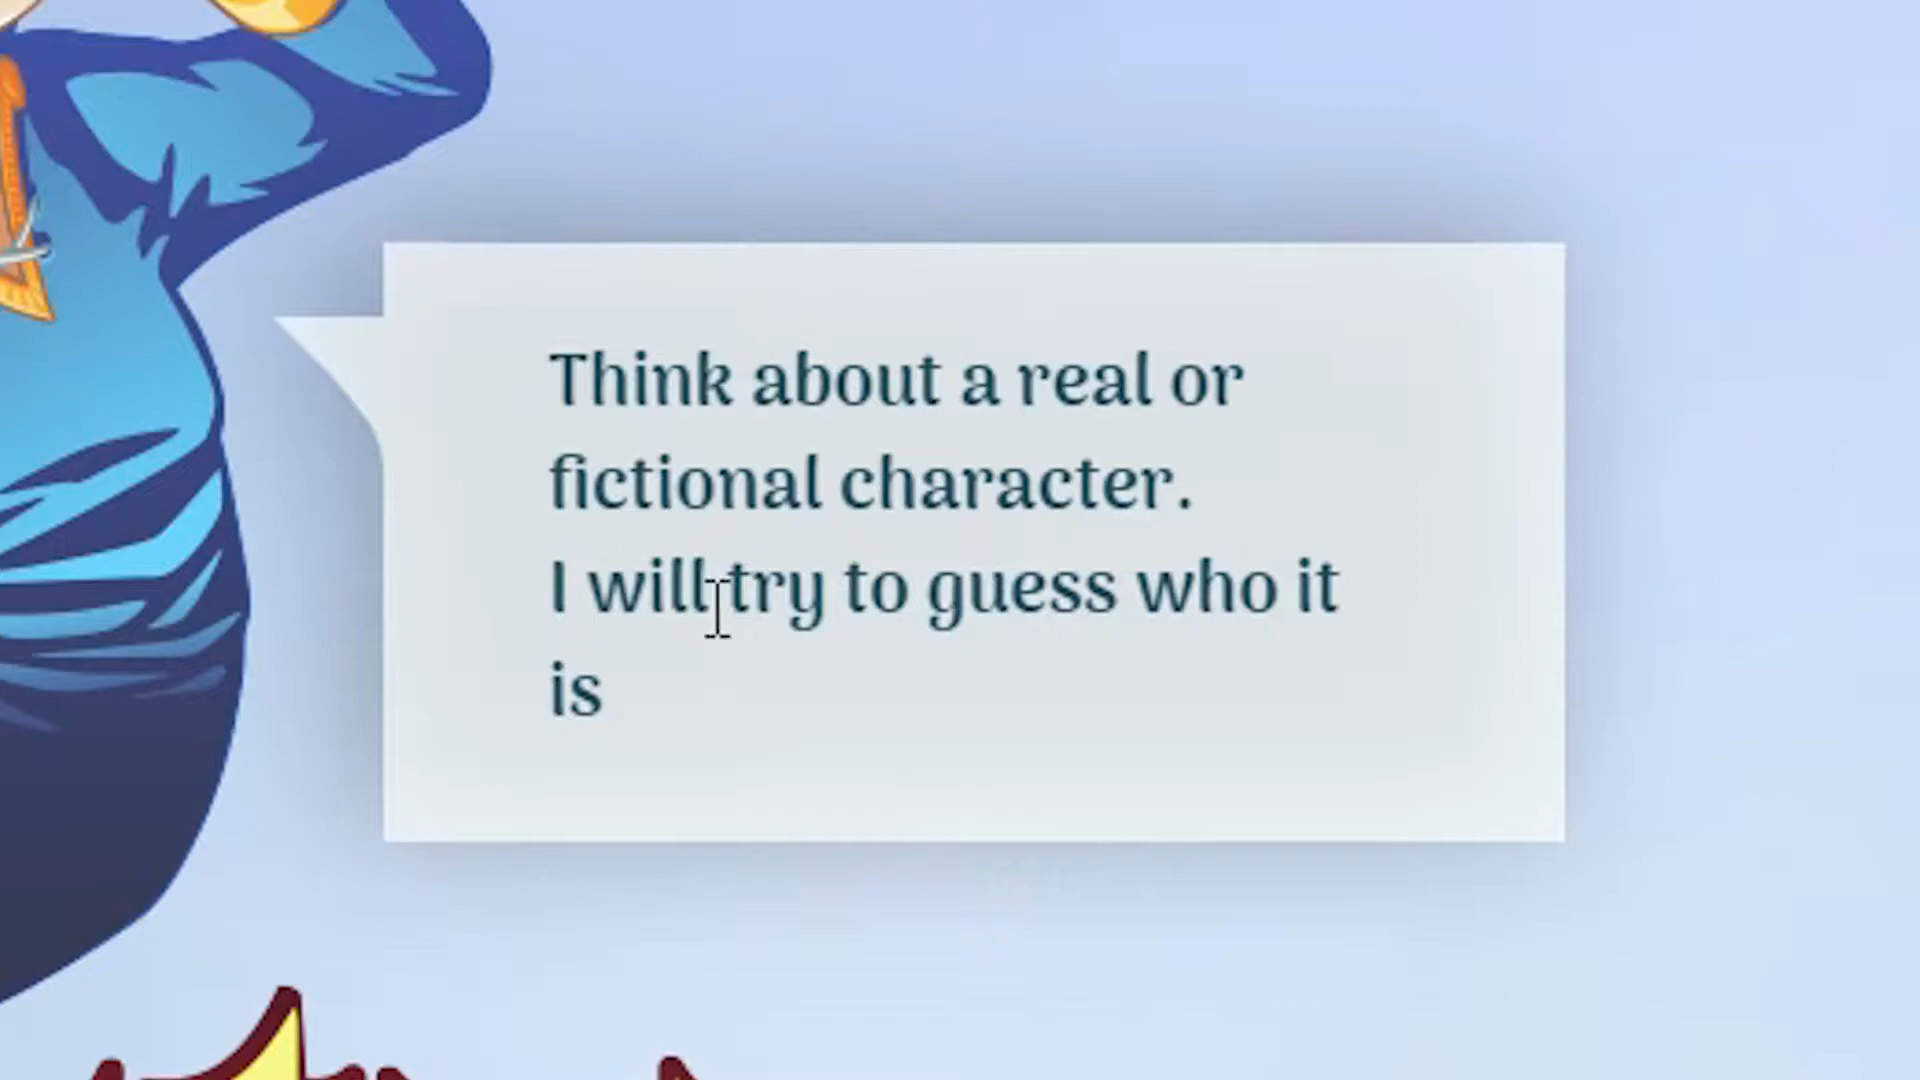 Think about a real or
fictional character.
I will try to guess who it
is